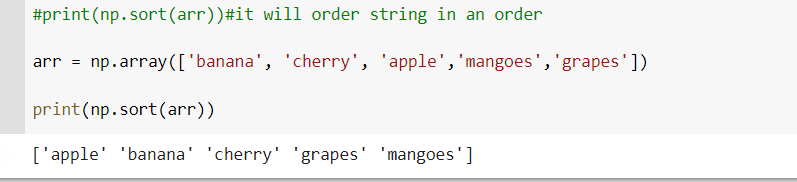 #print(np.sort(arr))#it will order string in an order
arr = np.array(['banana', 'cherry', 'apple','mangoes','grapes'])
print(np.sort(arr))
['apple' 'banana' 'cherry' 'grapes' 'mangoes']